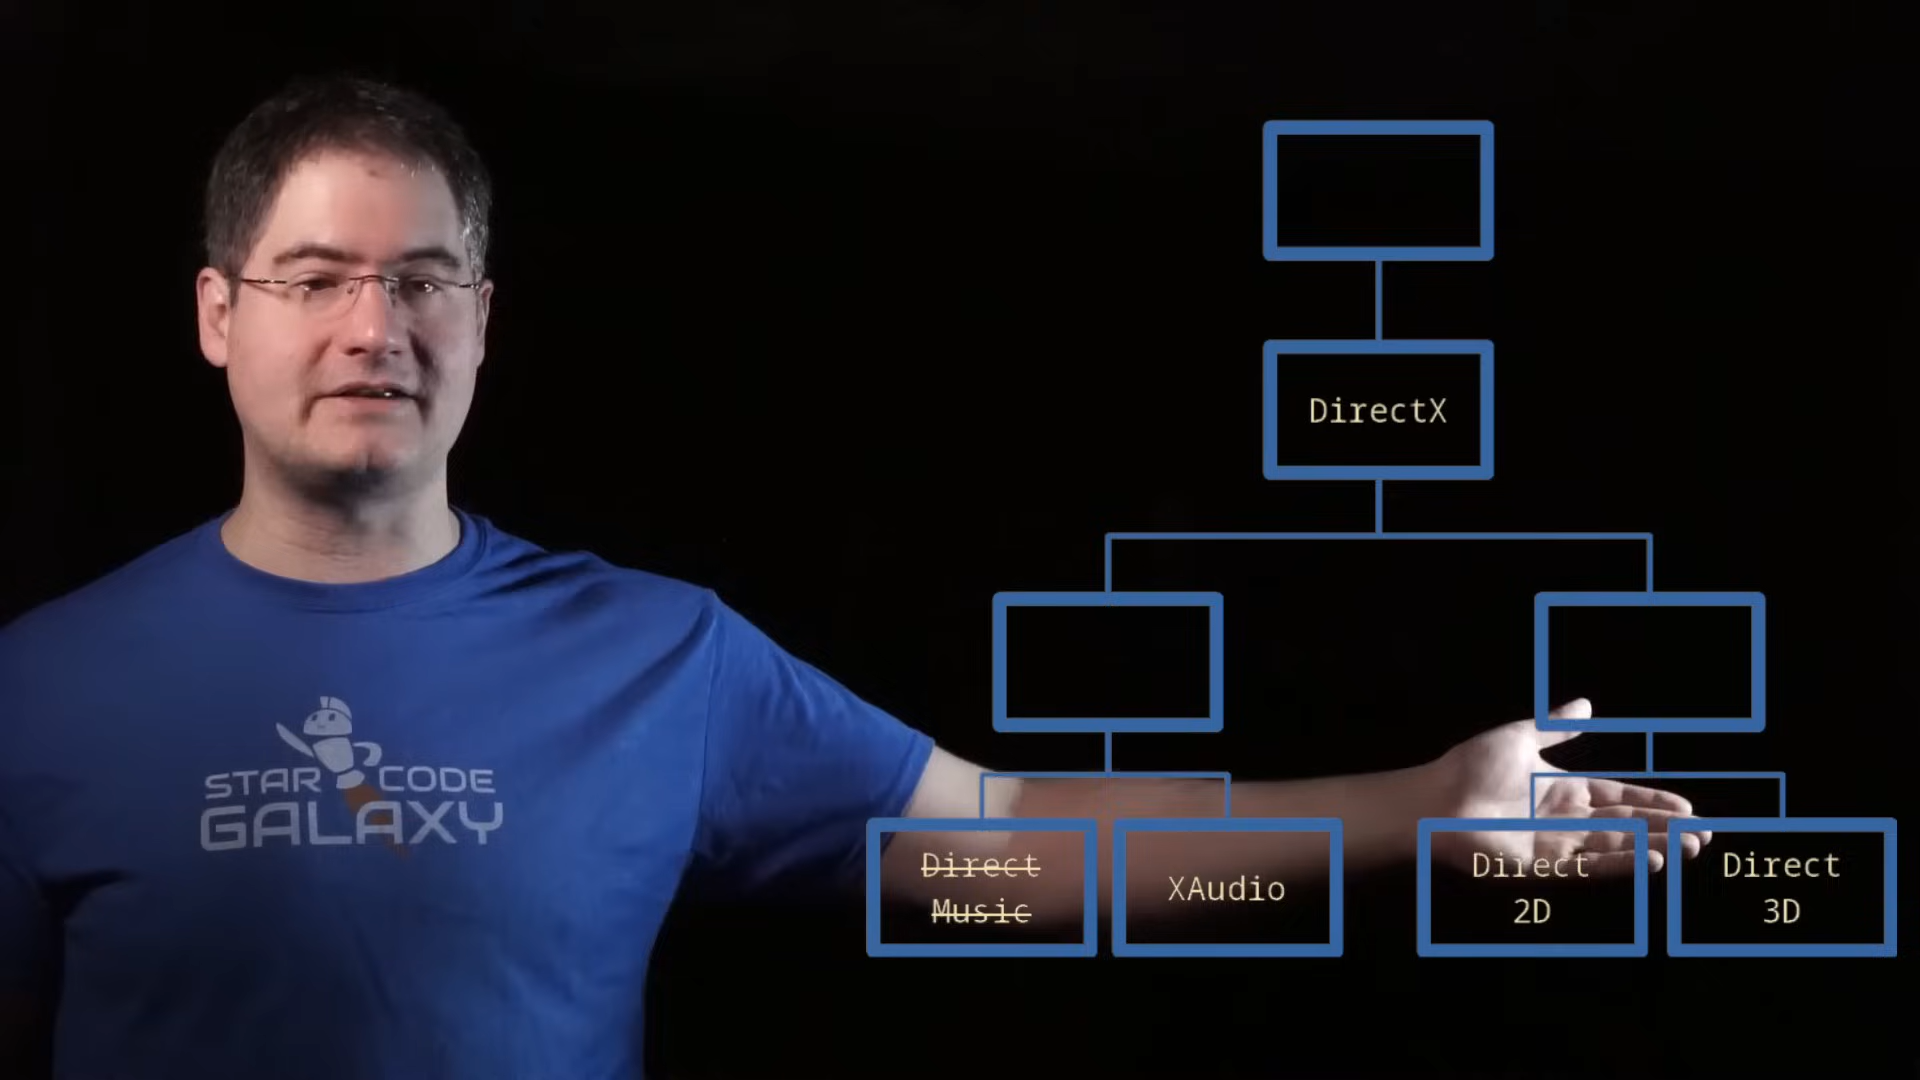 DirectX
Direct
Music
XAudio
Direct
2D
Direct
3D
STAR CODE
GALAXY